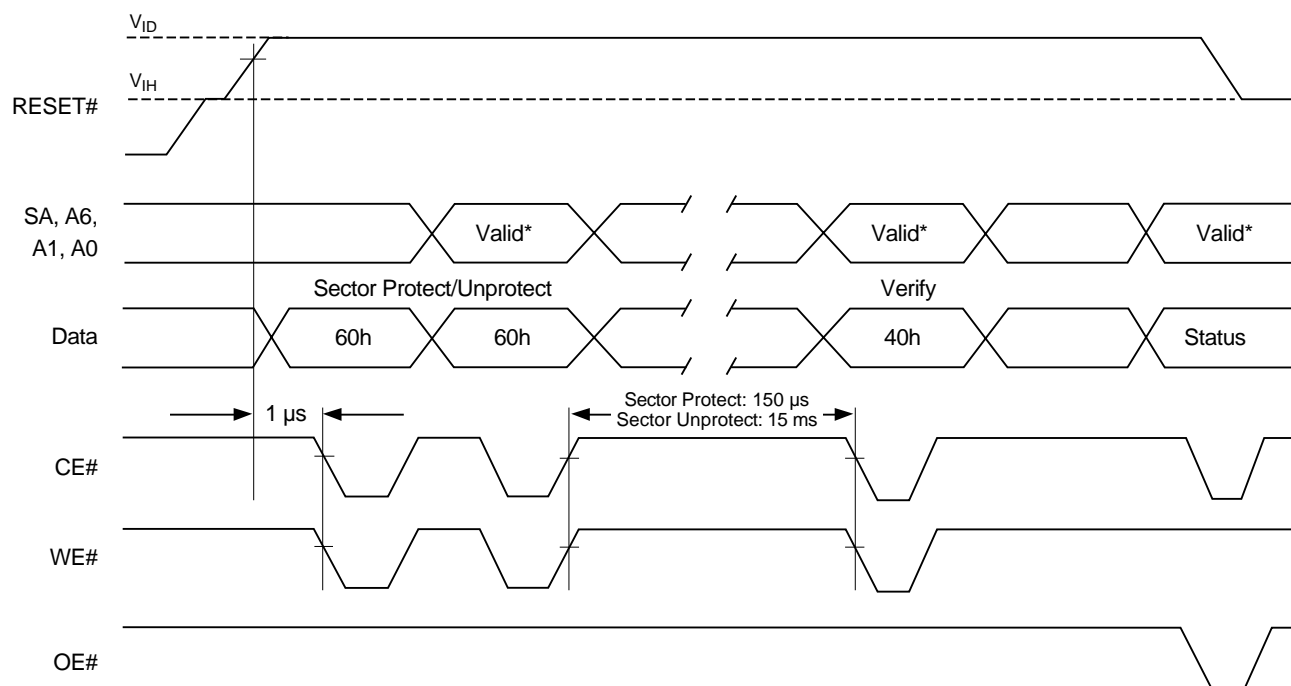 VID
VIH
RESET#
SA, A6,
A1, A0
Valid* Valid* Valid*
Sector Protect/Unprotect Verify
Data 60h 60h 40h Status
1 µs
Sector Protect: 150 µs
Sector Unprotect: 15 ms
CE#
WE#
OE#